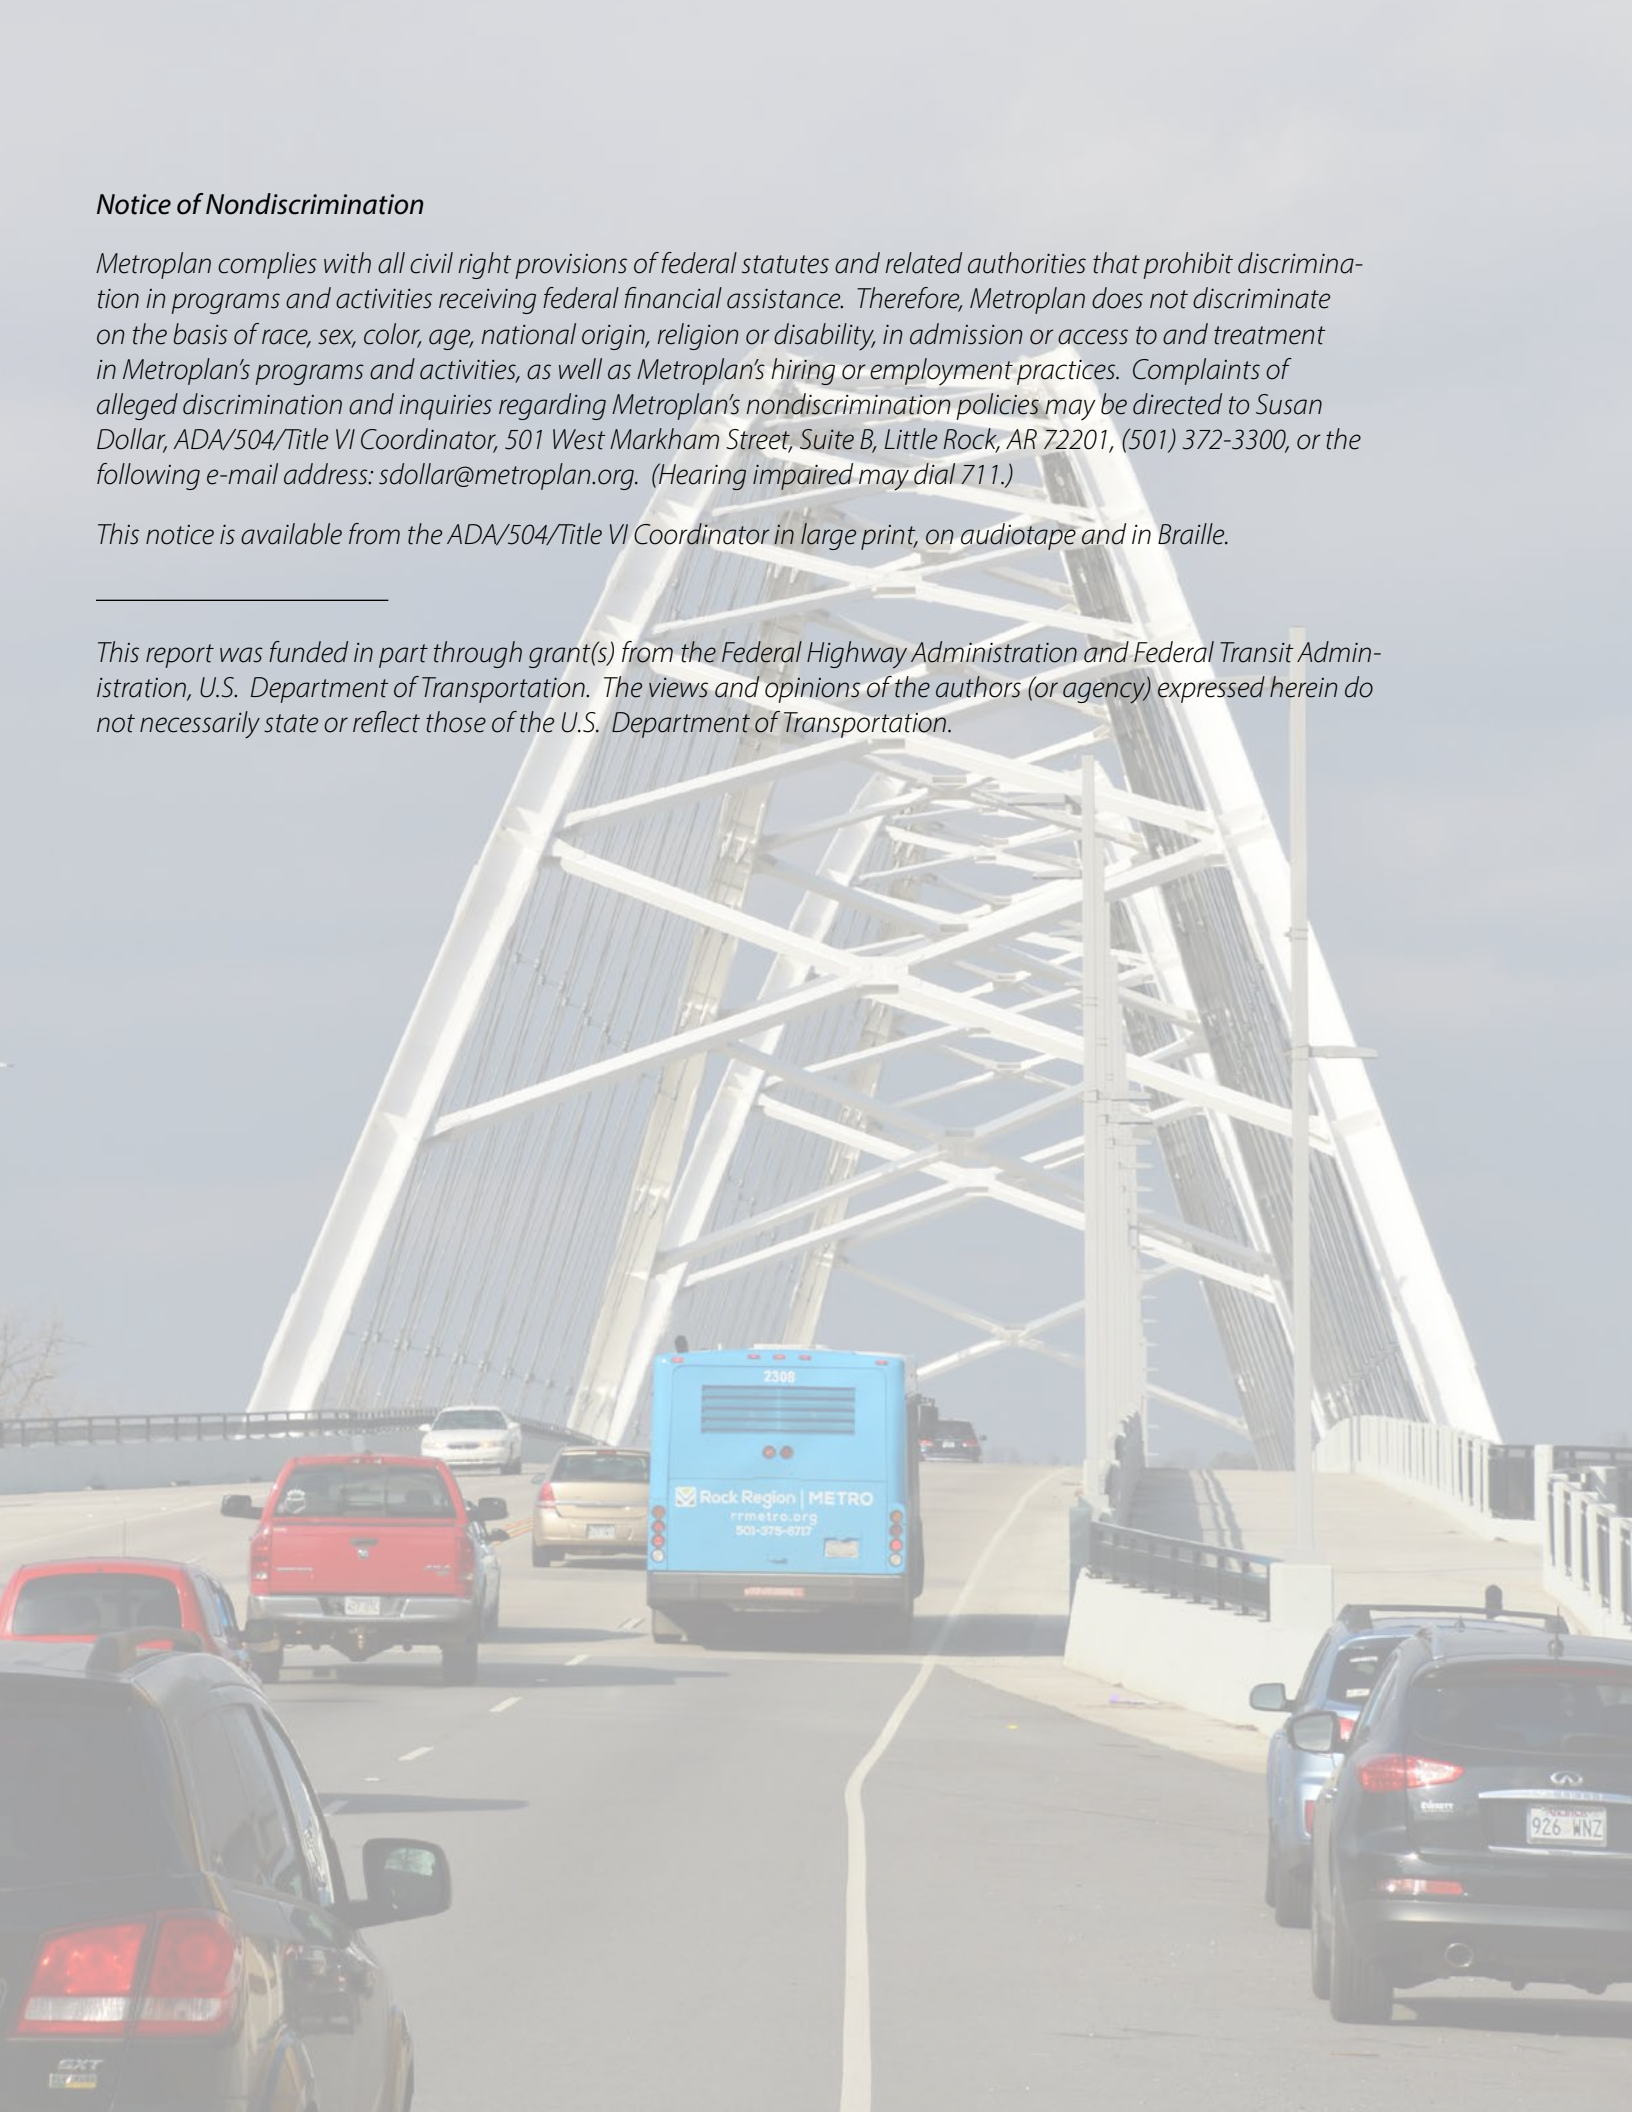 Notice of Nondiscrimination
Metroplan complies with all civil right provisions of federal statutes and related authorities that prohibit discrimina-
tion in programs and activities receiving federal financial assistance.  Therefore, Metroplan does not discriminate
on the basis of race, sex, color, age, national origin, religion or disability, in admission or access to and treatment
in Metroplan's programs and activities, as well as Metroplan's hiring or employment practices.  Complaints of
alleged discrimination and inquiries regarding Metroplan's nondiscrimination policies may be directed to Susan
Dollar, ADA/504/Title VI Coordinator, 501 West Markham Street, Suite B, Little Rock, AR 72201, (501) 372-3300, or the
following e-mail address: sdollar@metroplan.org.  (Hearing impaired may dial 711.)
This notice is available from the ADA/504/Title VI Coordinator in large print, on audiotape and in Braille.
This report was funded in part through grant(s) from the Federal Highway Administration and Federal Transit Admin-
istration, U.S.  Department of Transportation.  The views and opinions of the authors (or agency) expressed herein do
not necessarily state or reflect those of the U.S.  Department of Transportation.
2308
Rock Region | METRO
rrmetro.org
501-375-6717
926 WNZ
SXT